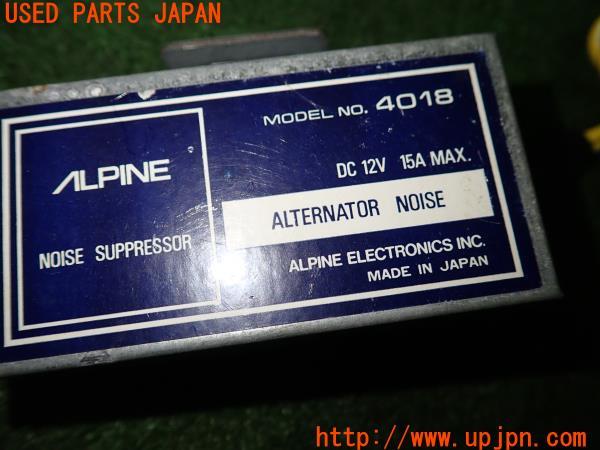 USED PARTS JAPAN
MODEL NO. 4018
ALPINE
DC 12V 15A MAX.
ALTERNATOR NOISE
NOISE SUPPRESSOR
ALPINE ELECTRONICS INC.
MADE IN JAPAN
http://www.upjpn.com